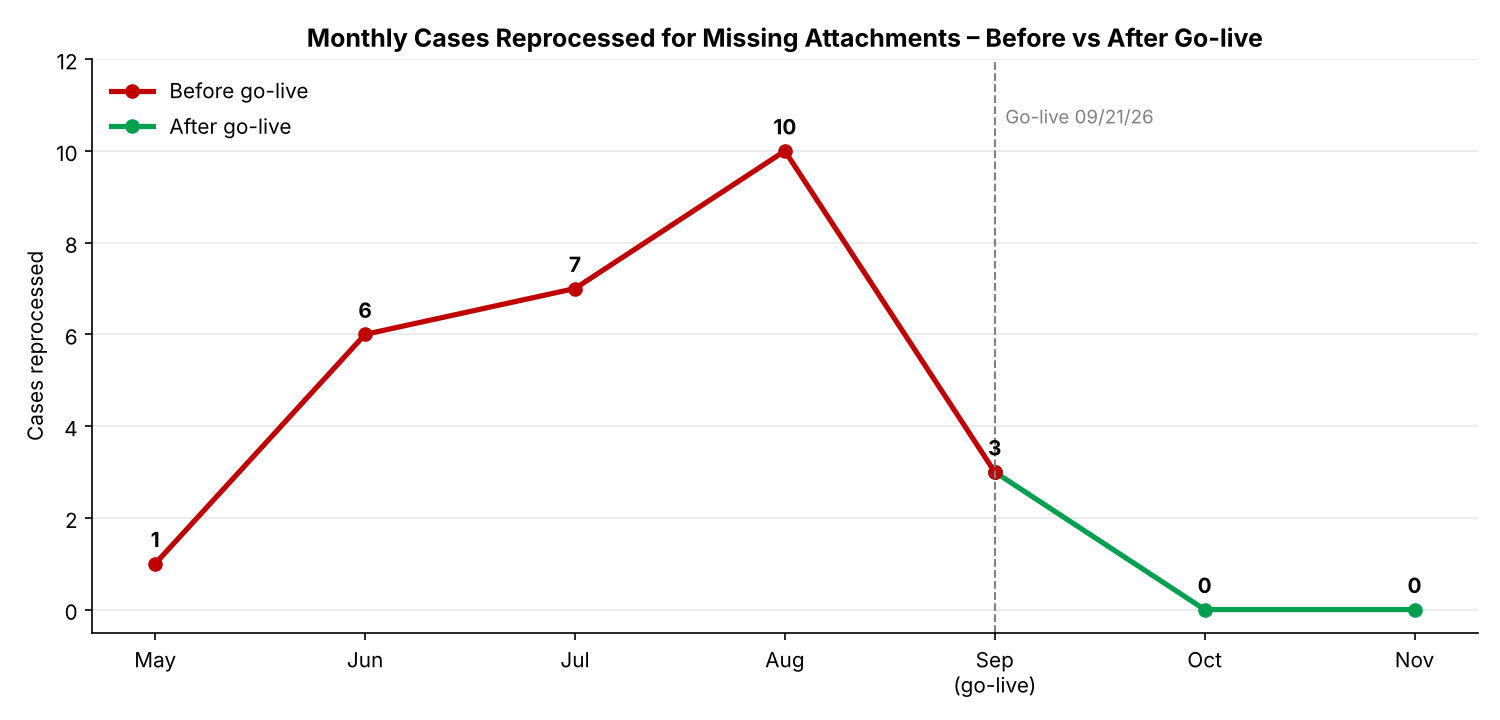 Monthly Cases Reprocessed for Missing Attachments – Before vs After Go-live
12
Before go-live
After go-live
Go-live 09/21/26
10
10
8
7
6
6
4
3
2
1
0
0
0
Cases reprocessed
May
Jun
Jul
Aug
Sep
(go-live)
Oct
Nov